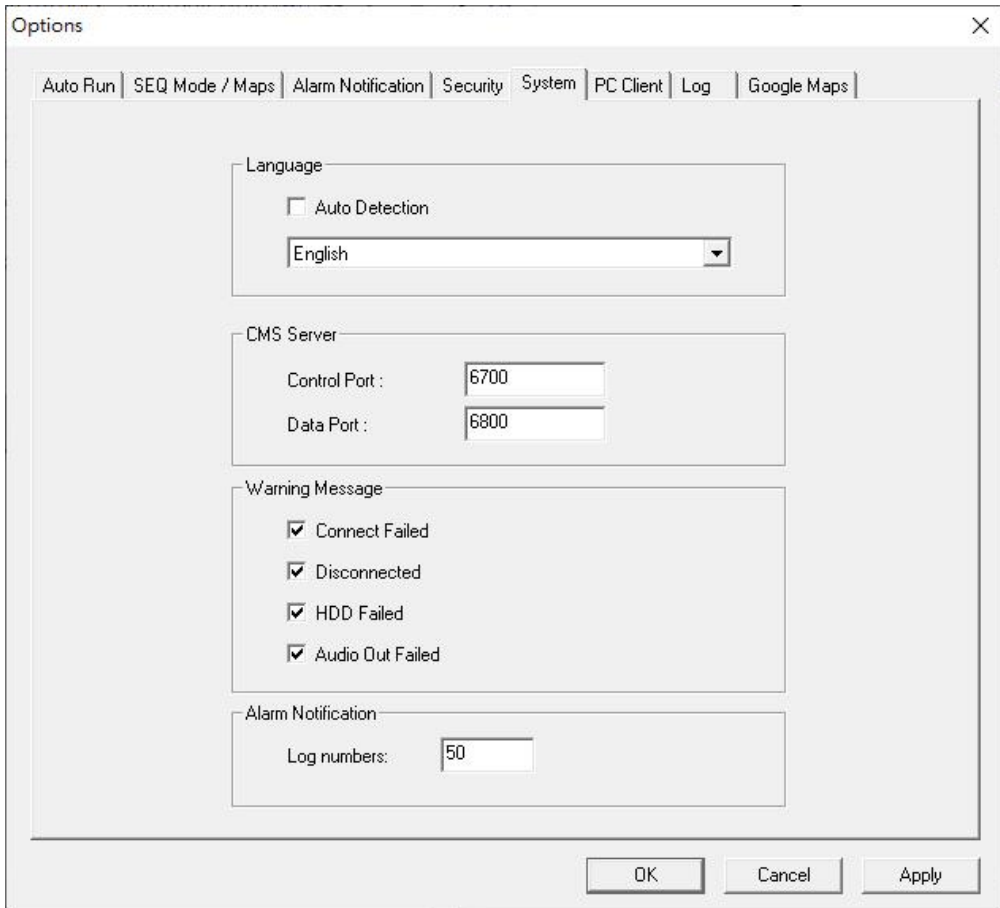 Options
Auto Run SEQ Mode / Maps Alarm Notification Security System PC Client Log Google Maps
Language
Auto Detection
English
CMS Server
Control Port : 6700
Data Port : 6800
Warning Message
Connect Failed
Disconnected
HDD Failed
Audio Out Failed
Alarm Notification
Log numbers: 50
OK Cancel Apply